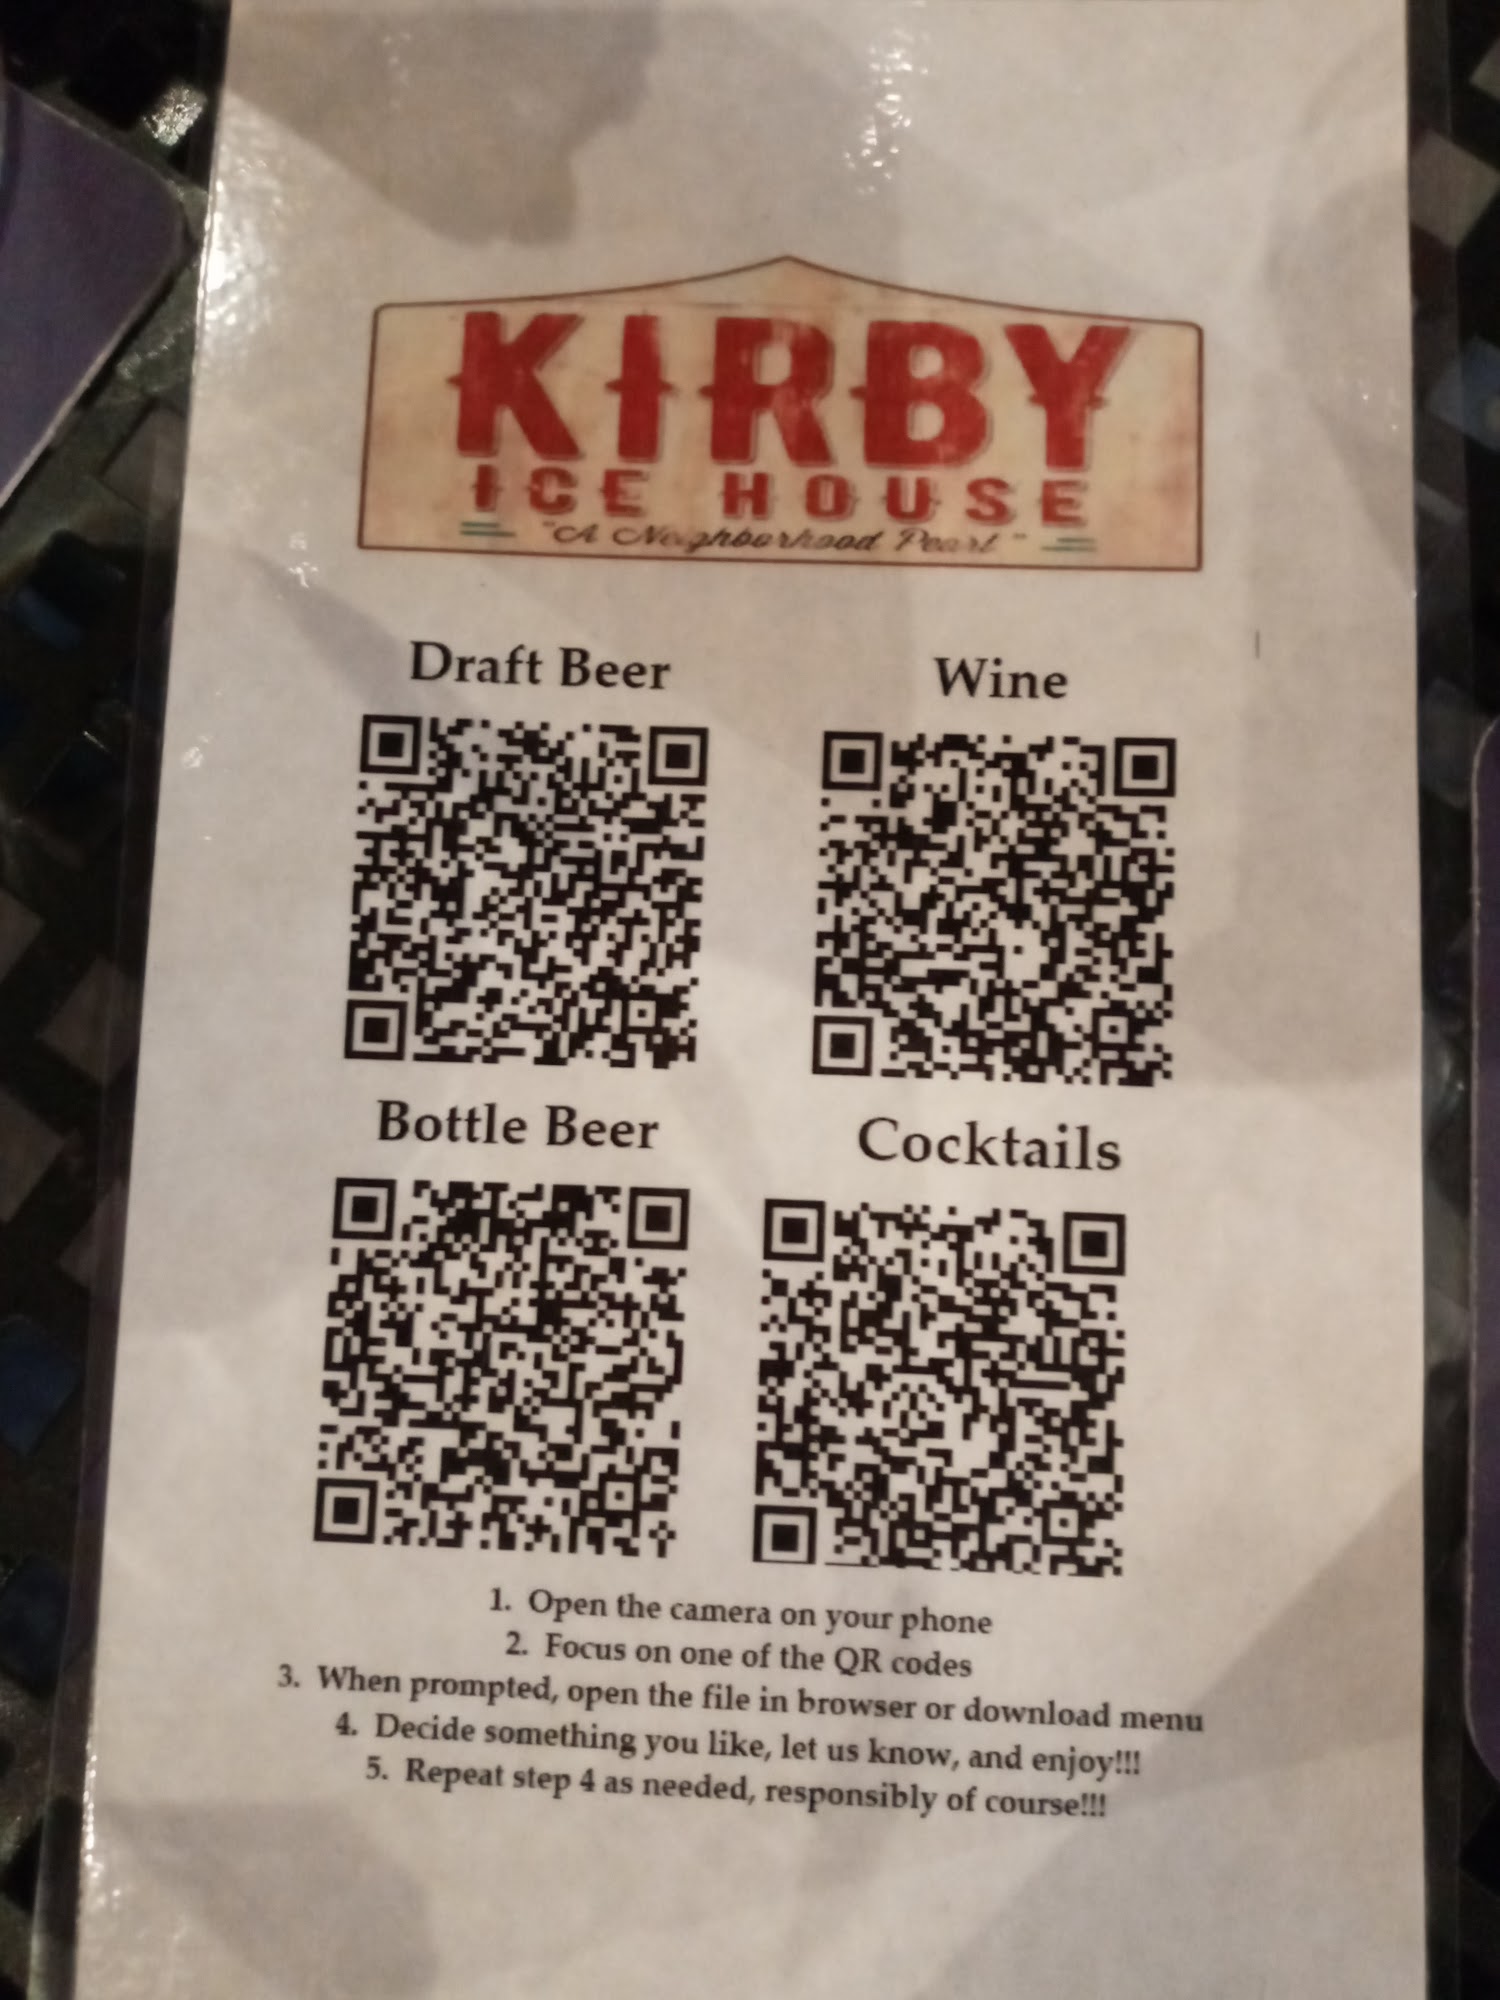 KIRBY
ICE HOUSE
"A Neighborhood Pearl"
Draft Beer
Wine
Bottle Beer
Cocktails
1. Open the camera on your phone
2. Focus on one of the QR codes
3. When prompted, open the file in browser or download menu
4. Decide something you like, let us know, and enjoy!!!
5. Repeat step 4 as needed, responsibly of course!!!